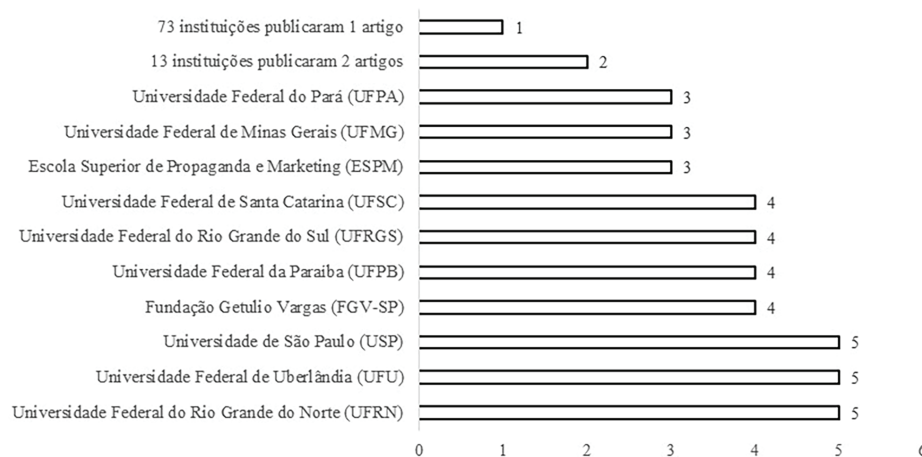 73 instituições publicaram 1 artigo 1
13 instituições publicaram 2 artigos 2
Universidade Federal do Pará (UFPA) 3
Universidade Federal de Minas Gerais (UFMG) 3
Escola Superior de Propaganda e Marketing (ESPM) 3
Universidade Federal de Santa Catarina (UFSC) 4
Universidade Federal do Rio Grande do Sul (UFRGS) 4
Universidade Federal da Paraiba (UFPB) 4
Fundação Getulio Vargas (FGV-SP) 4
Universidade de São Paulo (USP) 5
Universidade Federal de Uberlândia (UFU) 5
Universidade Federal do Rio Grande do Norte (UFRN) 5
0 1 2 3 4 5 6